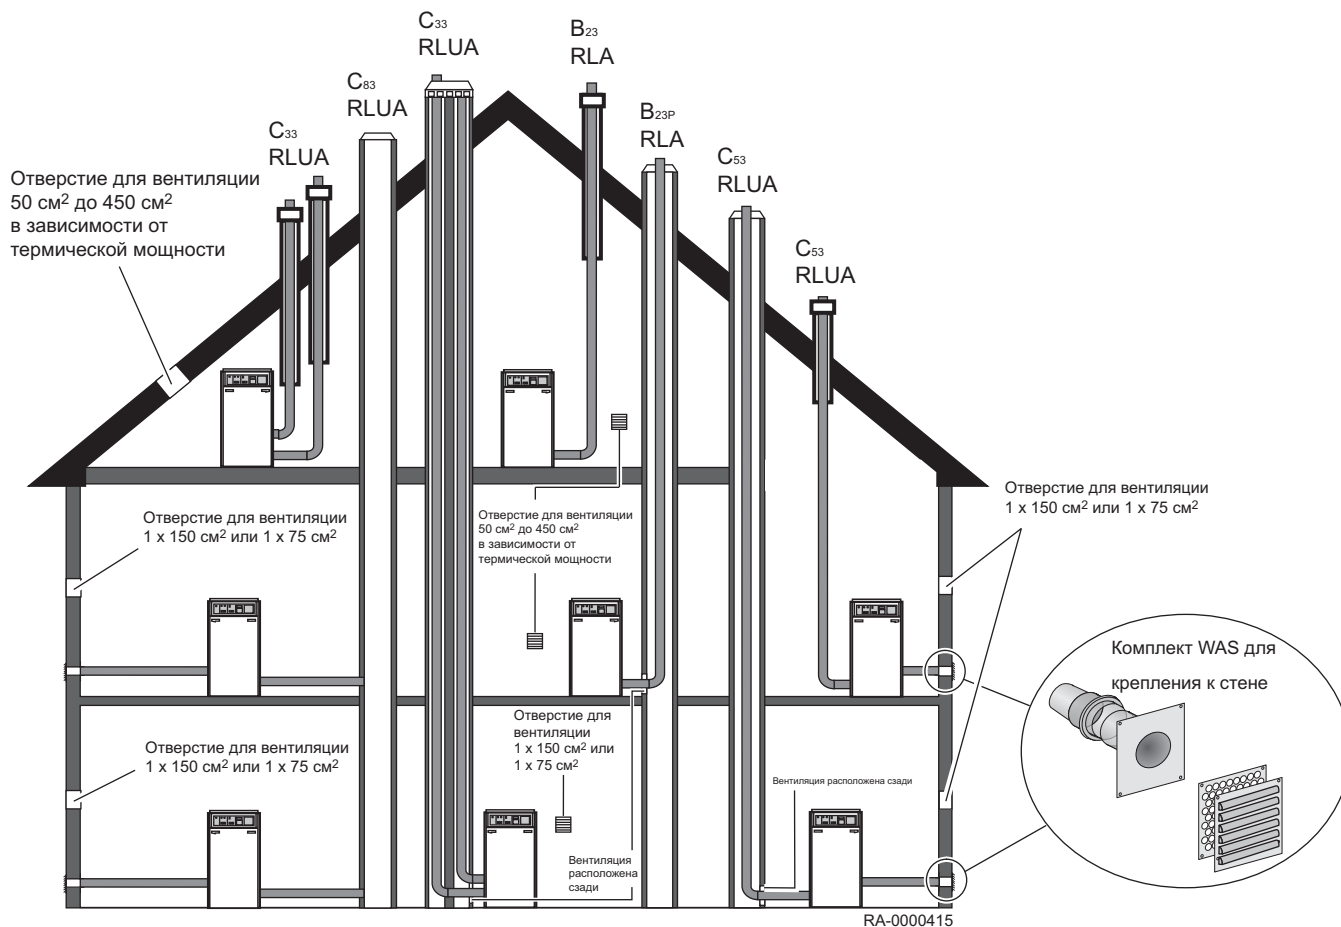 C33
RLUA
B23
RLA
C83
RLUA
B23P
RLA
C33
RLUA
C53
RLUA
Отверстие для вентиляции
50 см² до 450 см²
в зависимости от
термической мощности
C53
RLUA
Отверстие для вентиляции
1 x 150 см² или 1 x 75 см²
Отверстие для вентиляции
1 x 150 см² или 1 x 75 см²
Отверстие для вентиляции
50 см² до 450 см²
в зависимости от
термической мощности
Комплект WAS для
крепления к стене
Отверстие для вентиляции
1 x 150 см² или 1 x 75 см²
Отверстие для
вентиляции
1 x 150 см² или
1 x 75 см²
Вентиляция расположена сзади
Вентиляция
расположена
сзади
RA-0000415